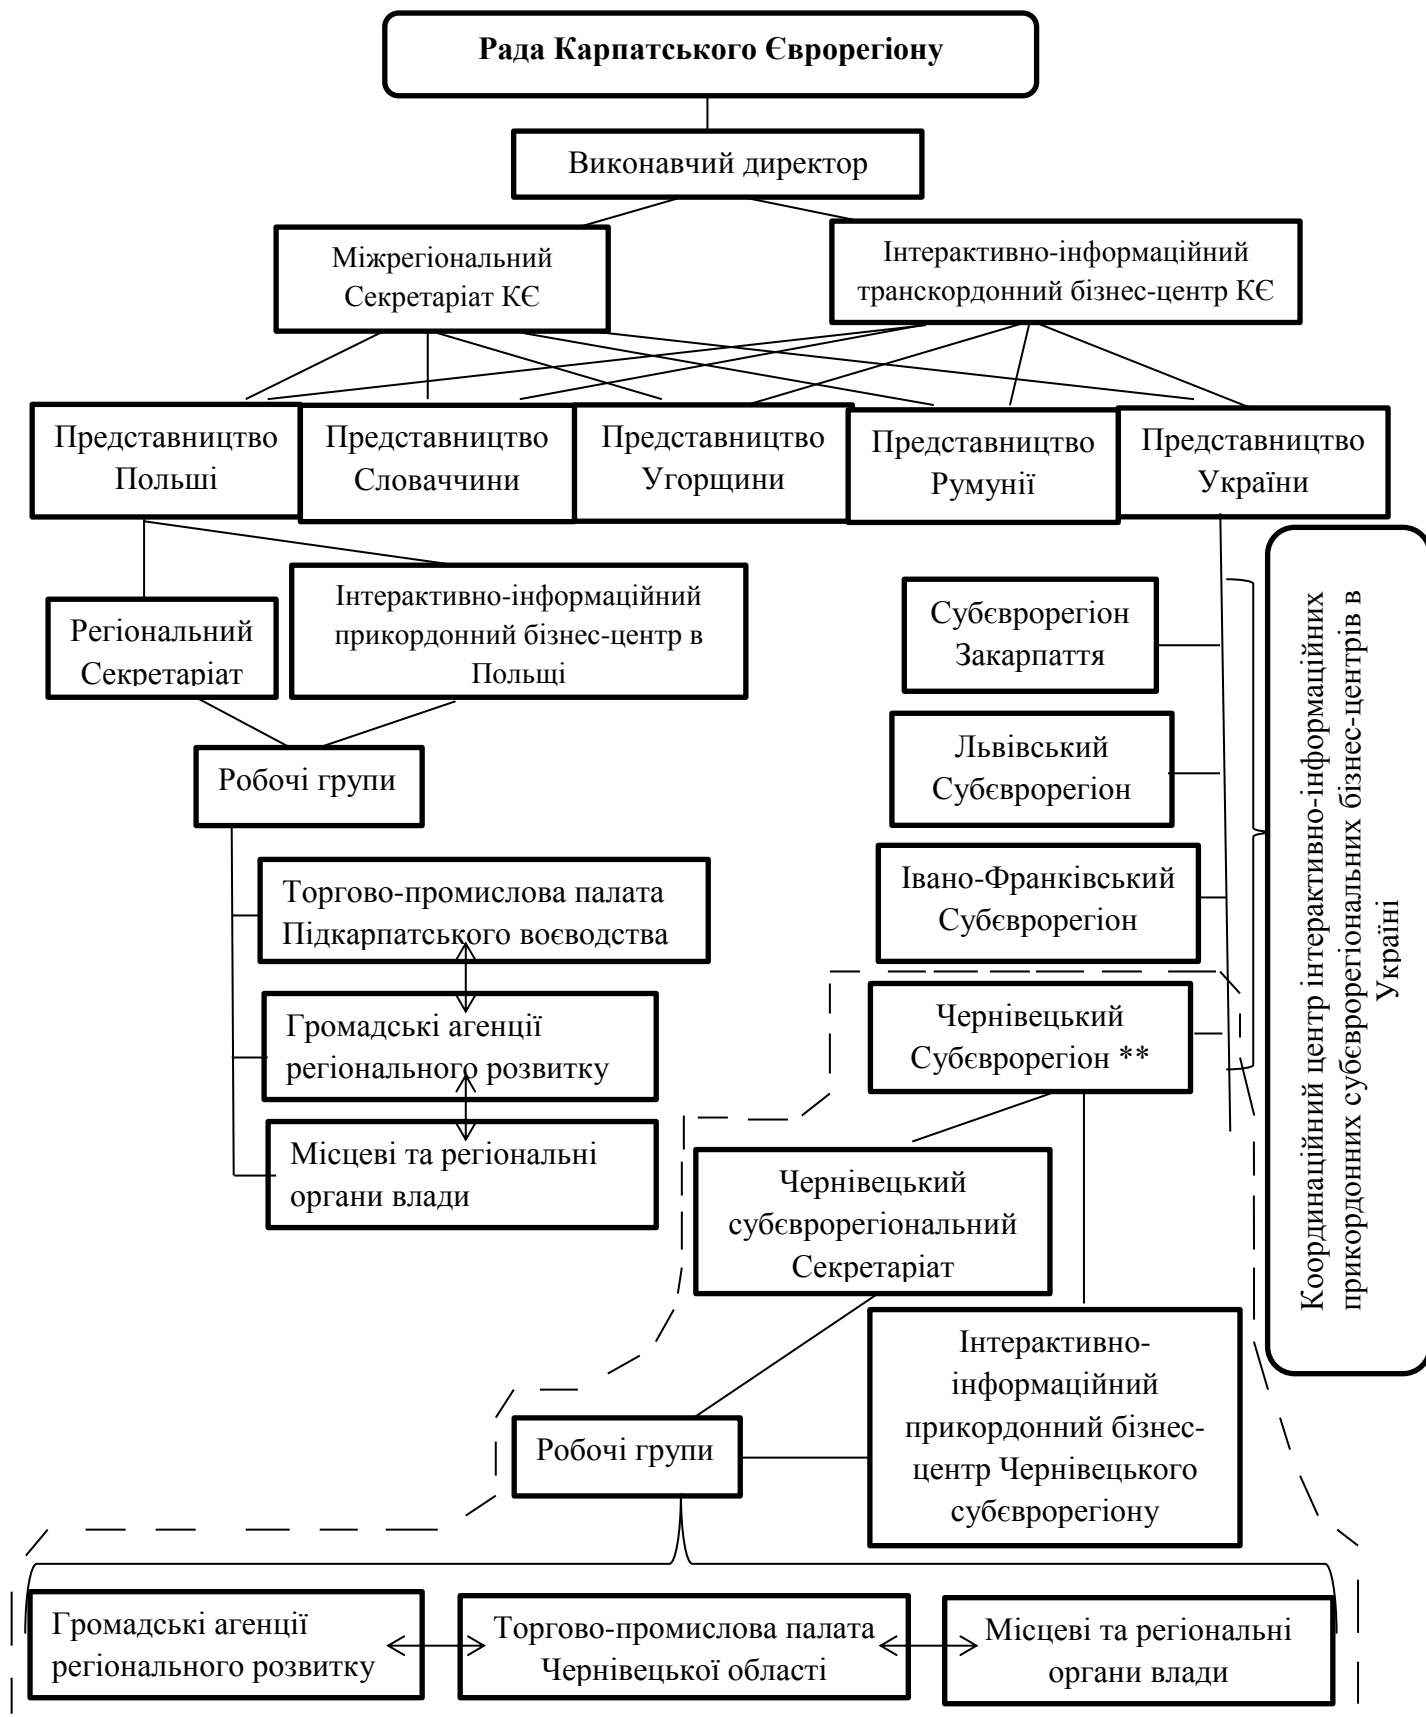 Рада Карпатського Єврорегіону
Виконавчий директор
Міжрегіональний
Секретаріат КЄ
Інтерактивно-інформаційний
транскордонний бізнес-центр КЄ
Представництво
Польші
Представництво
Словаччини
Представництво
Угорщини
Представництво
Румунії
Представництво
України
Регіональний
Секретаріат
Інтерактивно-інформаційний
прикордонний бізнес-центр в
Польщі
Робочі групи
Торгово-промислова палата
Підкарпатського воєводства
Громадські агенції
регіонального розвитку
Місцеві та регіональні
органи влади
Субєврорегіон
Закарпаття
Львівський
Субєврорегіон
Івано-Франківський
Субєврорегіон
Чернівецький
Субєврорегіон **
Координаційний центр інтерактивно-інформаційних
прикордонних субєврорегіональних бізнес-центрів в
Україні
Чернівецький
субєврорегіональний
Секретаріат
Інтерактивно-
інформаційний
прикордонний бізнес-
центр Чернівецького
субєврорегіону
Робочі групи
Громадські агенції
регіонального розвитку
Торгово-промислова палата
Чернівецької області
Місцеві та регіональні
органи влади